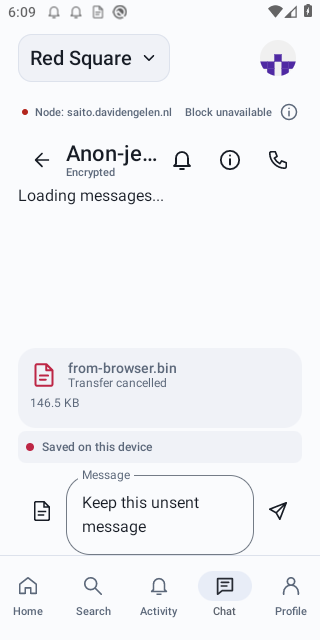 6:09
Red Square
Node: saito.davidengelen.nl Block unavailable
Anon-je...
Encrypted
Loading messages...
from-browser.bin
Transfer cancelled
146.5 KB
Saved on this device
Message
Keep this unsent
message
Home Search Activity Chat Profile